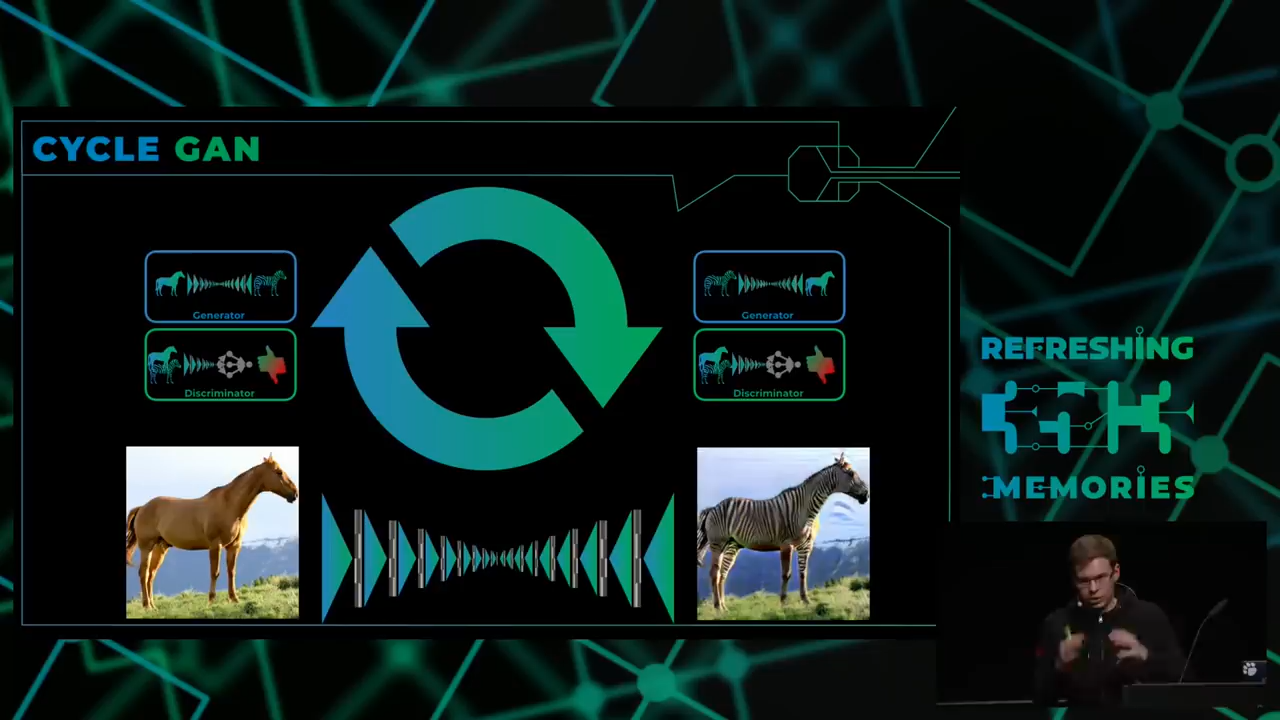 CYCLE GAN
Generator
Discriminator
Generator
Discriminator
REFRESHING
MEMORIES